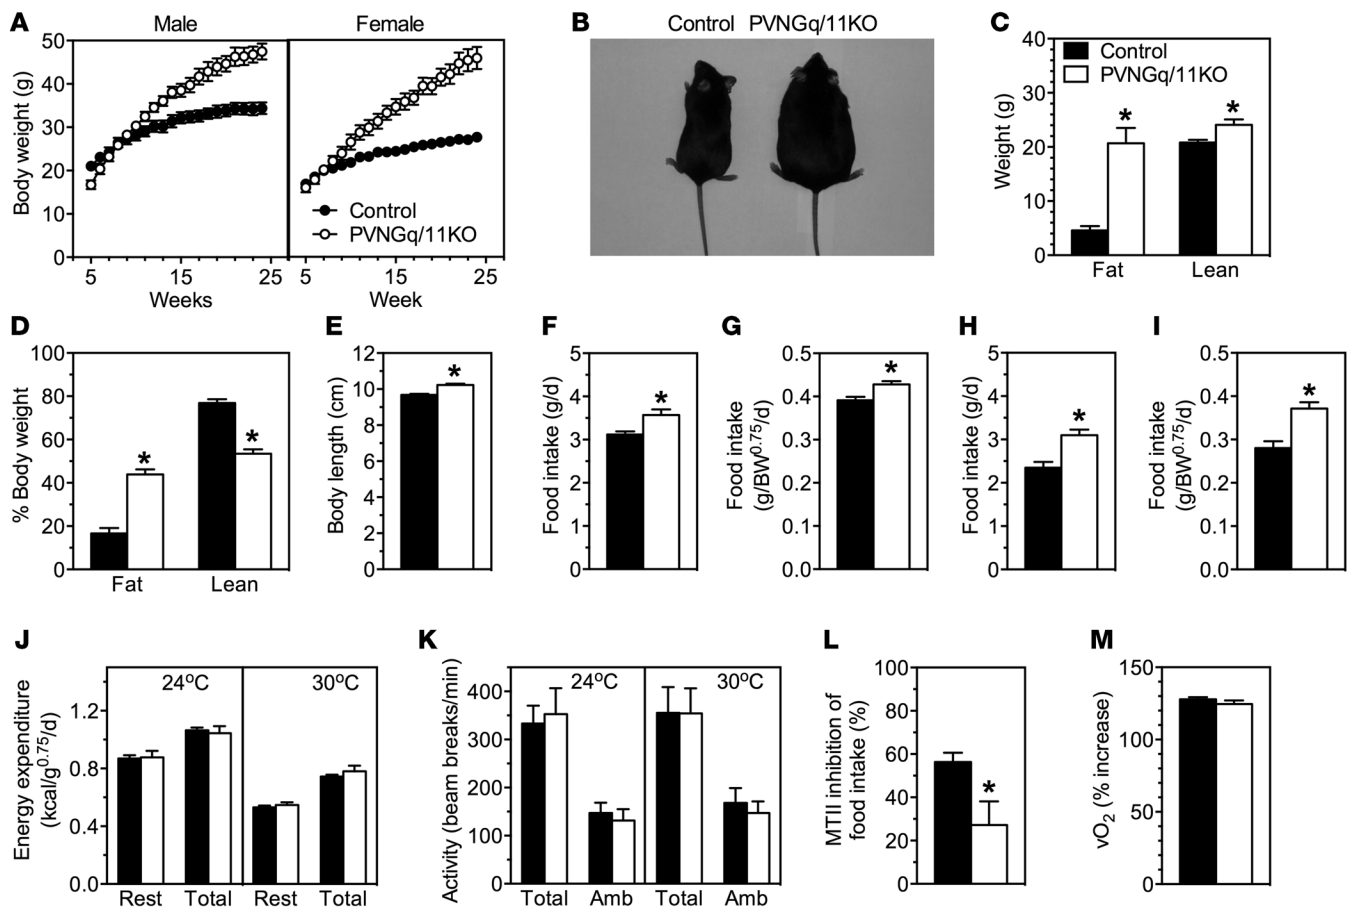 A
Male
Female
Body weight (g)
50
40
30
20
10
0
5
15
25
Weeks
5
15
25
Week
Control
PVNGq/11KO
B
Control PVNGq/11KO
C
Weight (g)
40
30
20
10
0
Control
PVNGq/11KO
*
*
Fat
Lean
D
% Body weight
100
80
60
40
20
0
*
*
Fat
Lean
E
Body length (cm)
12
10
8
6
4
2
0
*
F
Food intake (g/d)
5
4
3
2
1
0
*
G
Food intake
(g/BW0.75/d)
0.5
0.4
0.3
0.2
0.1
0.0
*
H
Food intake (g/d)
5
4
3
2
1
0
*
I
Food intake
(g/BW0.75/d)
0.5
0.4
0.3
0.2
0.1
0.0
*
J
Energy expenditure
(kcal/g0.75/d)
1.2
0.8
0.4
0.0
24ºC
30ºC
Rest
Total
Rest
Total
K
Activity (beam breaks/min)
400
300
200
100
0
24ºC
30ºC
Total
Amb
Total
Amb
L
MTII inhibition of
food intake (%)
100
80
60
40
20
0
*
M
vO2 (% increase)
150
100
50
0